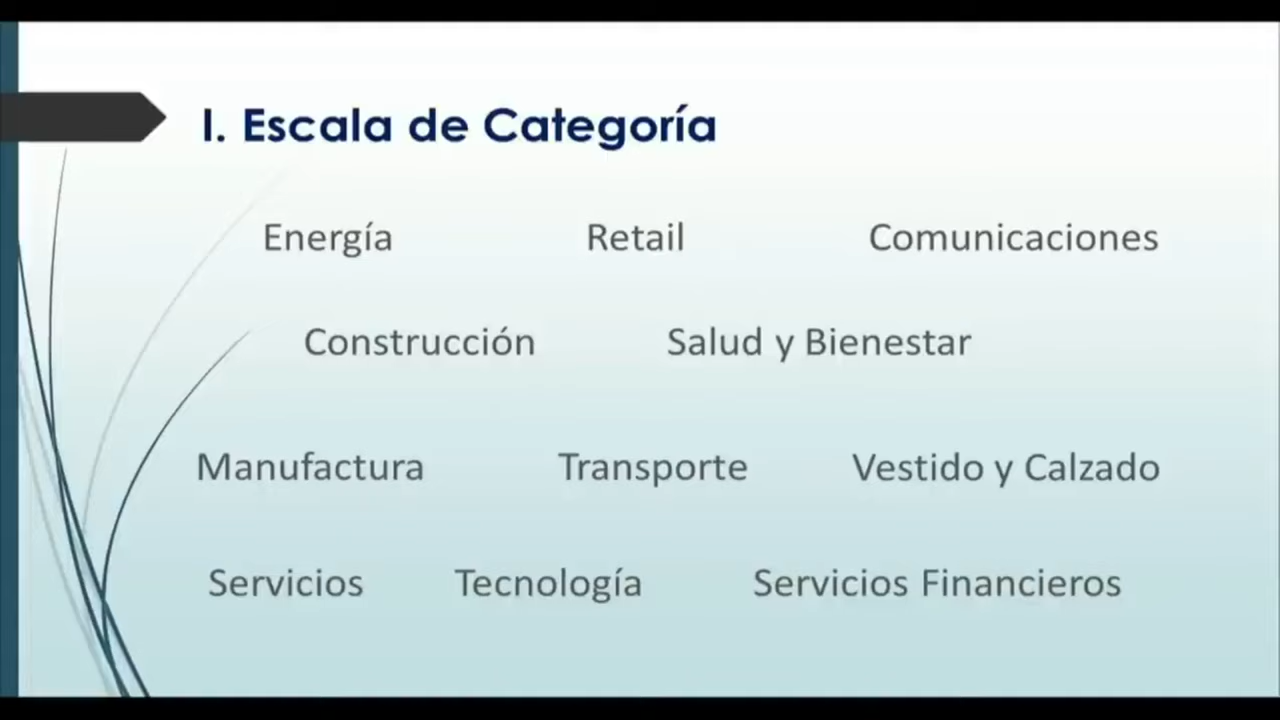 I. Escala de Categoría
Energía Retail Comunicaciones
Construcción Salud y Bienestar
Manufactura Transporte Vestido y Calzado
Servicios Tecnología Servicios Financieros